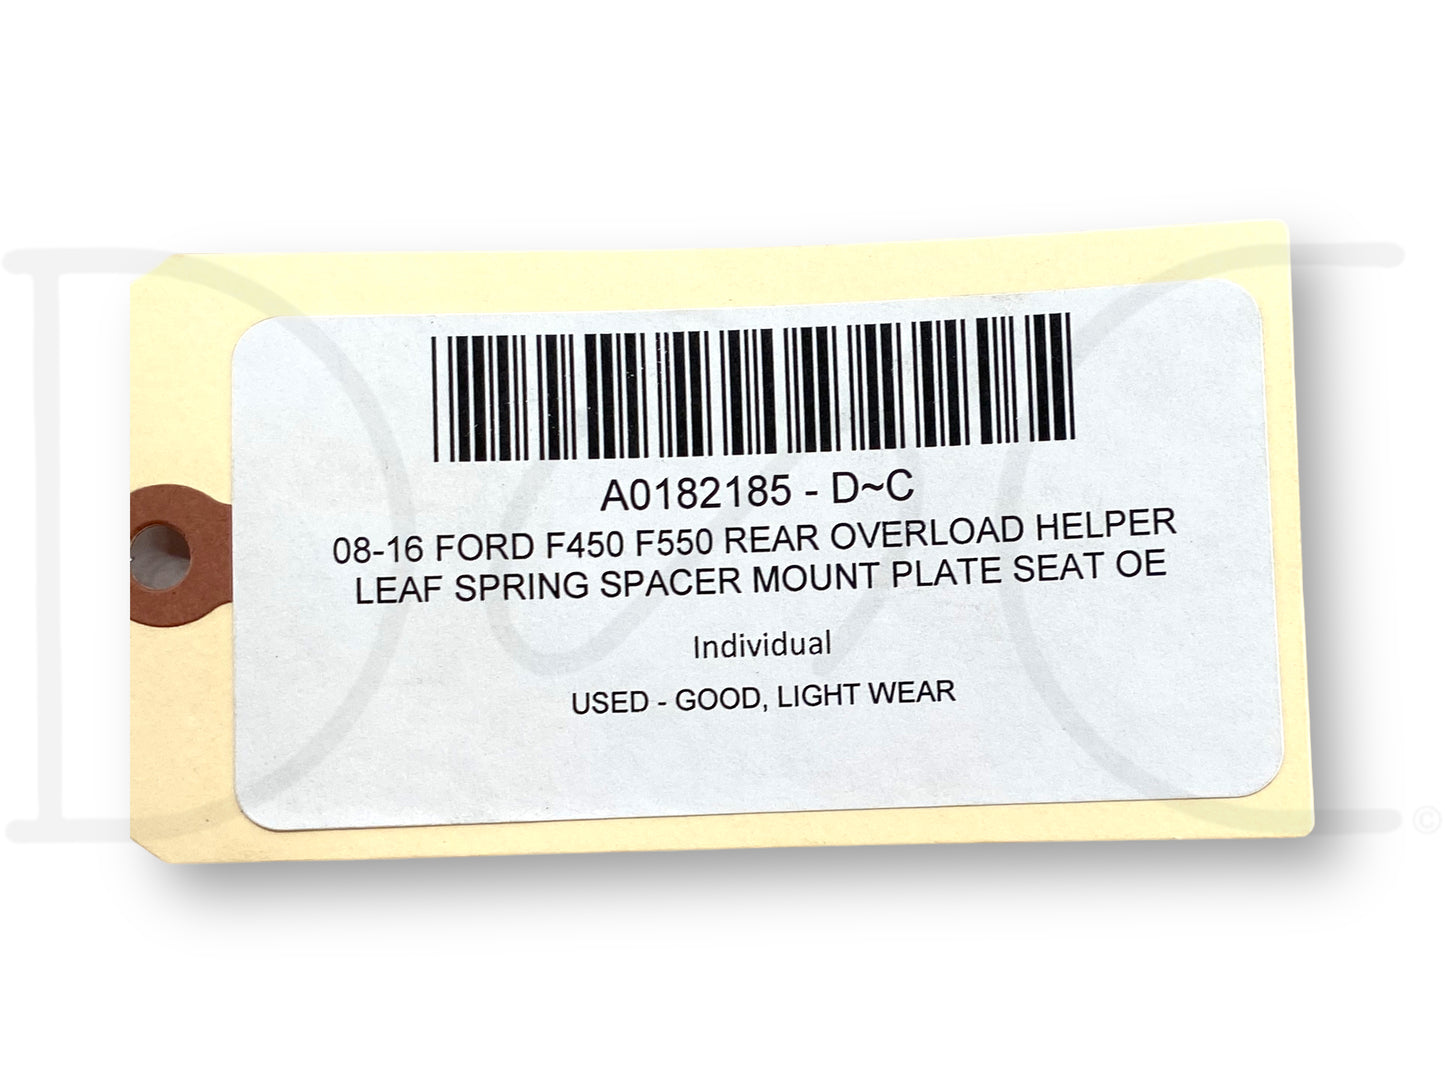 A0182185 - D~C
08-16 FORD F450 F550 REAR OVERLOAD HELPER
LEAF SPRING SPACER MOUNT PLATE SEAT OE
Individual
USED - GOOD, LIGHT WEAR
D~C
©